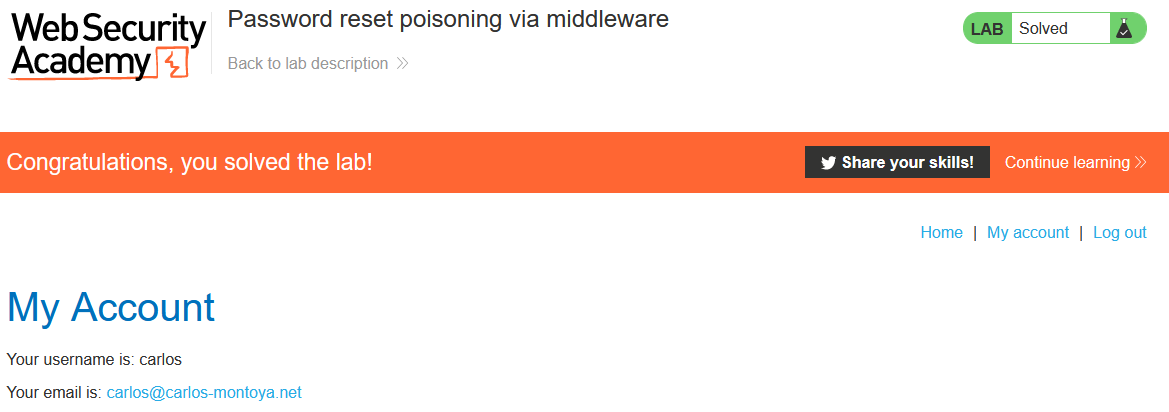 Web Security
Academy
Password reset poisoning via middleware
Back to lab description
LAB Solved
Congratulations, you solved the lab!
Share your skills!
Continue learning
Home | My account | Log out
My Account
Your username is: carlos
Your email is: carlos@carlos-montoya.net